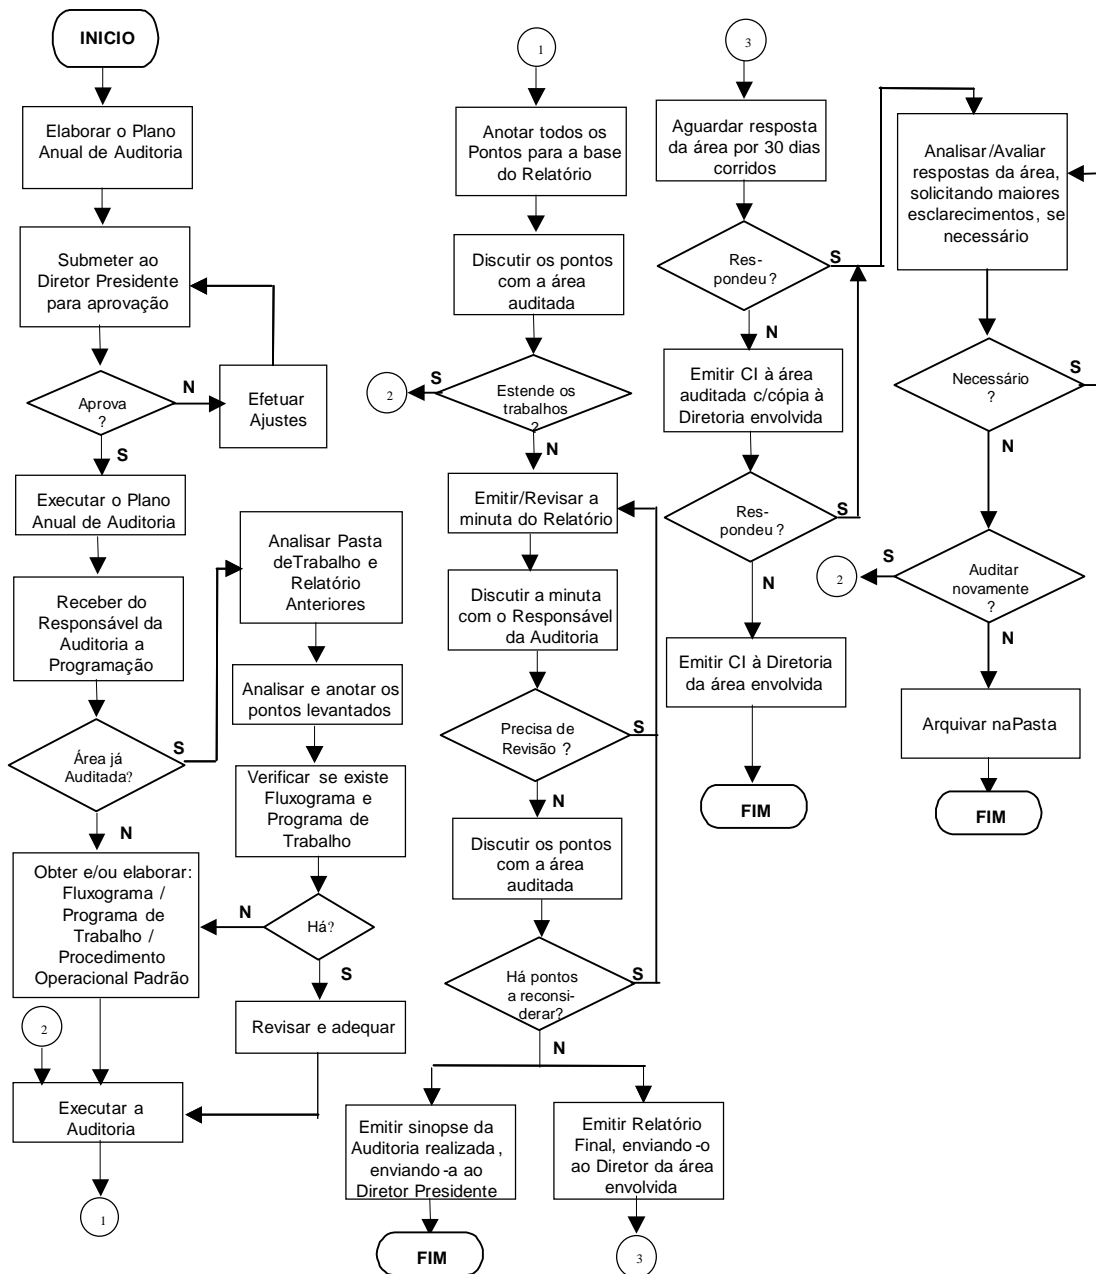 INICIO
Elaborar o Plano
Anual de Auditoria
Submeter ao
Diretor Presidente
para aprovação
Aprova
?
N
Efetuar
Ajustes
S
Executar o Plano
Anual de Auditoria
Receber do
Responsável da
Auditoria a
Programação
Área já
Auditada?
S
N
Analisar Pasta
deTrabalho e
Relatório
Anteriores
Analisar e anotar os
pontos levantados
Verificar se existe
Fluxograma e
Programa de
Trabalho
Há?
N
S
Obter e/ou elaborar:
Fluxograma /
Programa de
Trabalho /
Procedimento
Operacional Padrão
Revisar e adequar
2
Executar a
Auditoria
1
1
Anotar todos os
Pontos para a base
do Relatório
Discutir os pontos
com a área
auditada
Estende os
trabalhos
?
S
2
N
Emitir/Revisar a
minuta do Relatório
Discutir a minuta
com o Responsável
da Auditoria
Precisa de
Revisão ?
S
N
Discutir os pontos
com a área
auditada
Há pontos
a reconsi-
derar?
S
N
Emitir sinopse da
Auditoria realizada ,
enviando -a ao
Diretor Presidente
FIM
Emitir Relatório
Final, enviando -o
ao Diretor da área
envolvida
3
3
Aguardar resposta
da área por 30 dias
corridos
Res-
pondeu ?
S
N
Emitir CI à área
auditada c/cópia à
Diretoria envolvida
Res-
pondeu ?
S
N
Emitir CI à Diretoria
da área envolvida
FIM
Analisar/Avaliar
respostas da área,
solicitando maiores
esclarecimentos, se
necessário
Necessário
?
S
N
Auditar
novamente
?
S
2
N
Arquivar naPasta
FIM